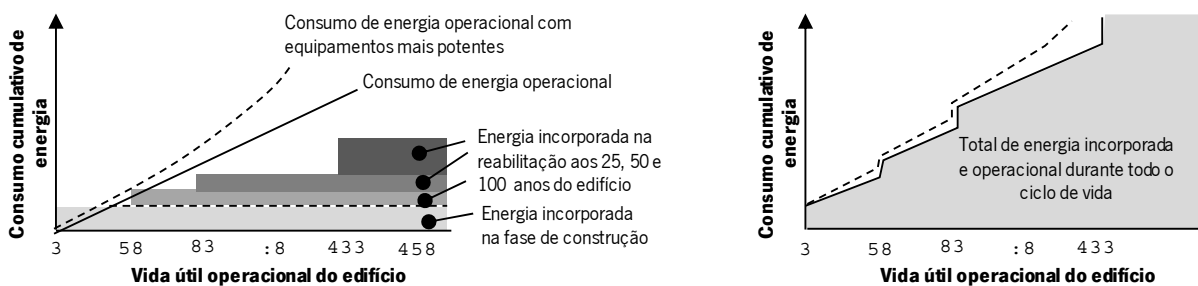 Consumo cumulativo de
energia
Consumo de energia operacional com
equipamentos mais potentes
Consumo de energia operacional
Energia incorporada na
reabilitação aos 25, 50 e
100 anos do edifício
Energia incorporada
na fase de construção
3 58 83 :8 433 458
Vida útil operacional do edifício
Consumo cumulativo de
energia
Total de energia incorporada
e operacional durante todo o
ciclo de vida
3 58 83 :8 433
Vida útil operacional do edifício